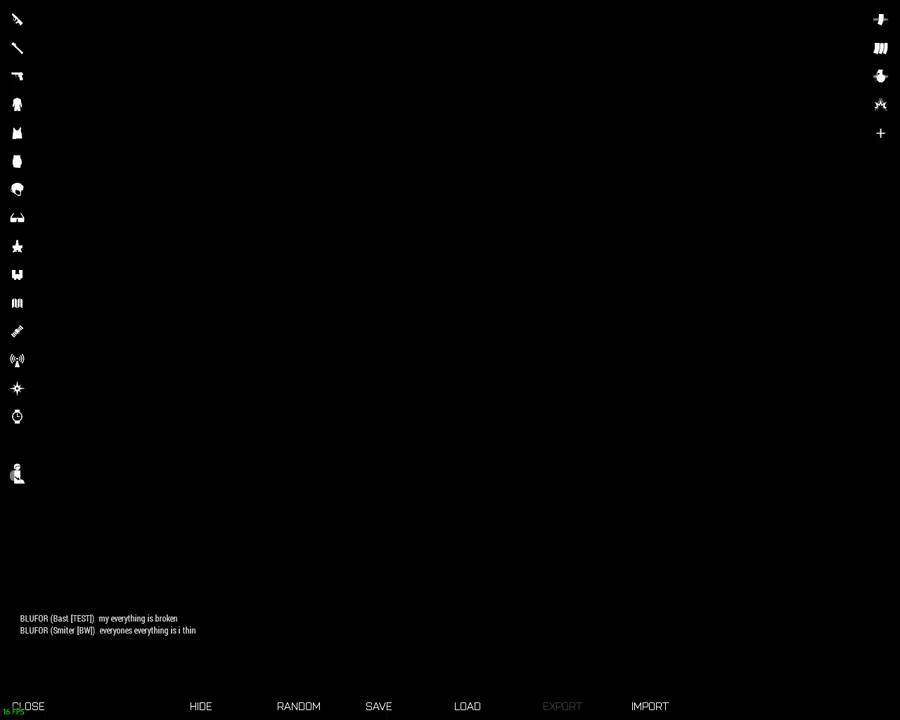 BLUFOR (Bast [TEST]) my everything is broken
BLUFOR (Smiter [BW]) everyones everything is i thin
CLOSE HIDE RANDOM SAVE LOAD EXPORT IMPORT
16 FPS